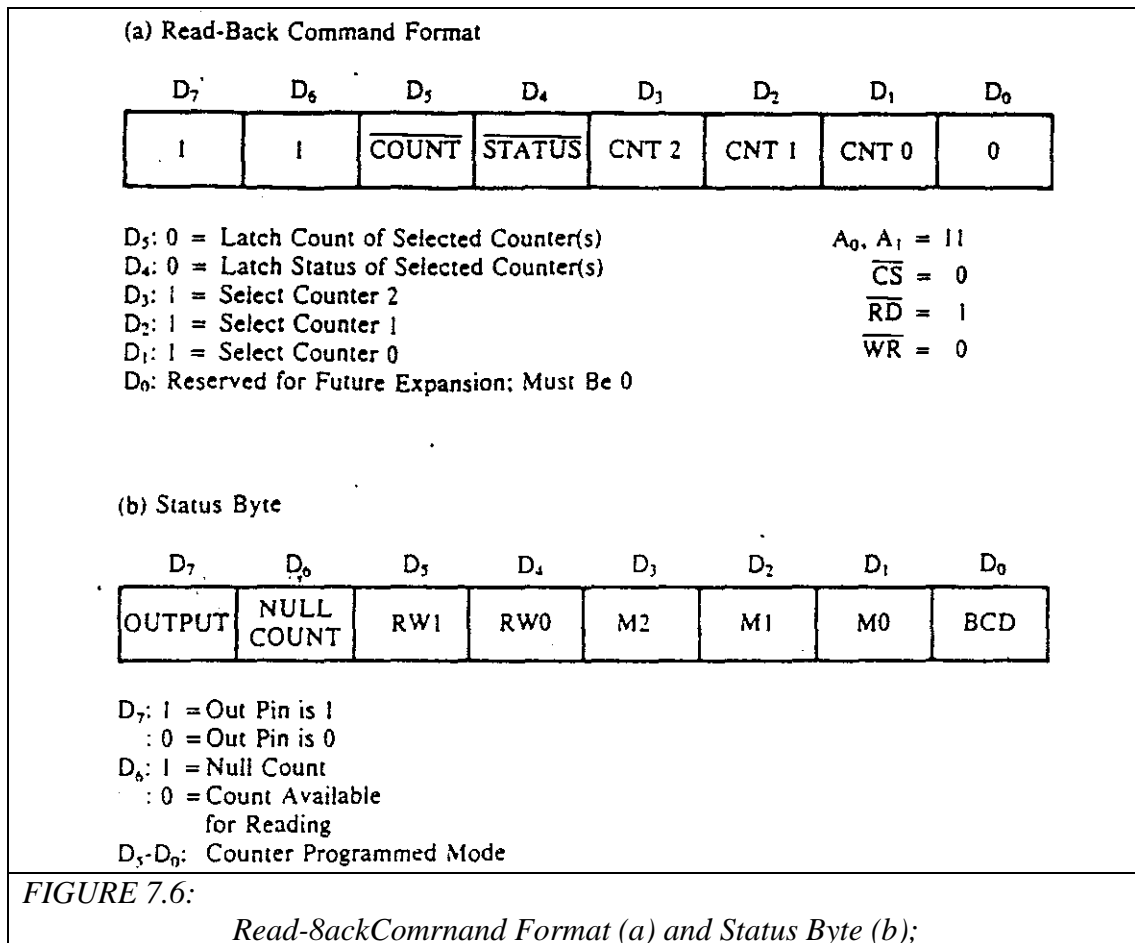 (a) Read-Back Command Format
D₇ D₆ D₅ D₄ D₃ D₂ D₁ D₀
1 1 C̅O̅U̅N̅T̅ S̅T̅A̅T̅U̅S̅ CNT 2 CNT 1 CNT 0 0
D₅: 0 = Latch Count of Selected Counter(s)
D₄: 0 = Latch Status of Selected Counter(s)
D₃: 1 = Select Counter 2
D₂: 1 = Select Counter 1
D₁: 1 = Select Counter 0
D₀: Reserved for Future Expansion; Must Be 0
A₀, A₁ = 11
C̅S̅ = 0
R̅D̅ = 1
W̅R̅ = 0
(b) Status Byte
D₇ D₆ D₅ D₄ D₃ D₂ D₁ D₀
OUTPUT NULL COUNT RW1 RW0 M2 M1 M0 BCD
D₇: 1 = Out Pin is 1
: 0 = Out Pin is 0
D₆: 1 = Null Count
: 0 = Count Available
for Reading
D₅-D₀: Counter Programmed Mode
FIGURE 7.6:
Read-8ackComrnand Format (a) and Status Byte (b);